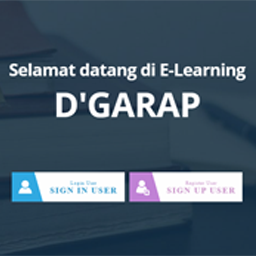 Selamat datang di E-Learning
D'GARAP
Login User
SIGN IN USER
Register User
SIGN UP USER